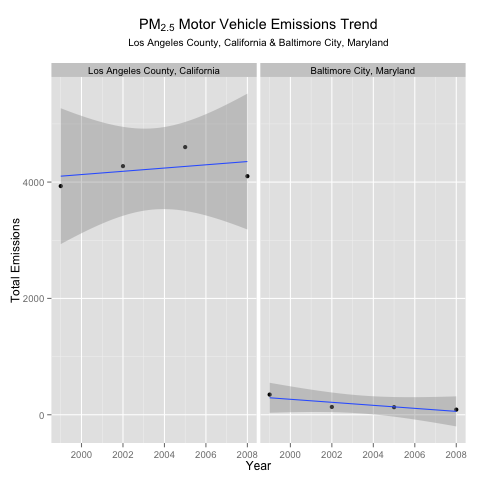 PM2.5 Motor Vehicle Emissions Trend
Los Angeles County, California & Baltimore City, Maryland
Los Angeles County, California
Baltimore City, Maryland
Total Emissions
4000
2000
0
2000 2002 2004 2006 2008
2000 2002 2004 2006 2008
Year